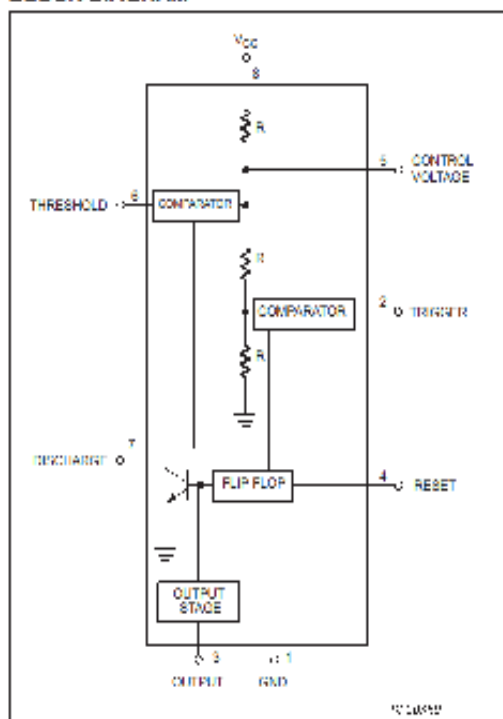 BLOCK DIAGRAM
VCC
8
R
5
CONTROL
VOLTAGE
6
THRESHOLD
COMPARATOR
R
COMPARATOR
2
TRIGGER
R
7
DISCHARGE
4
FLIP FLOP
RESET
OUTPUT
STAGE
3
1
OUTPUT
GND